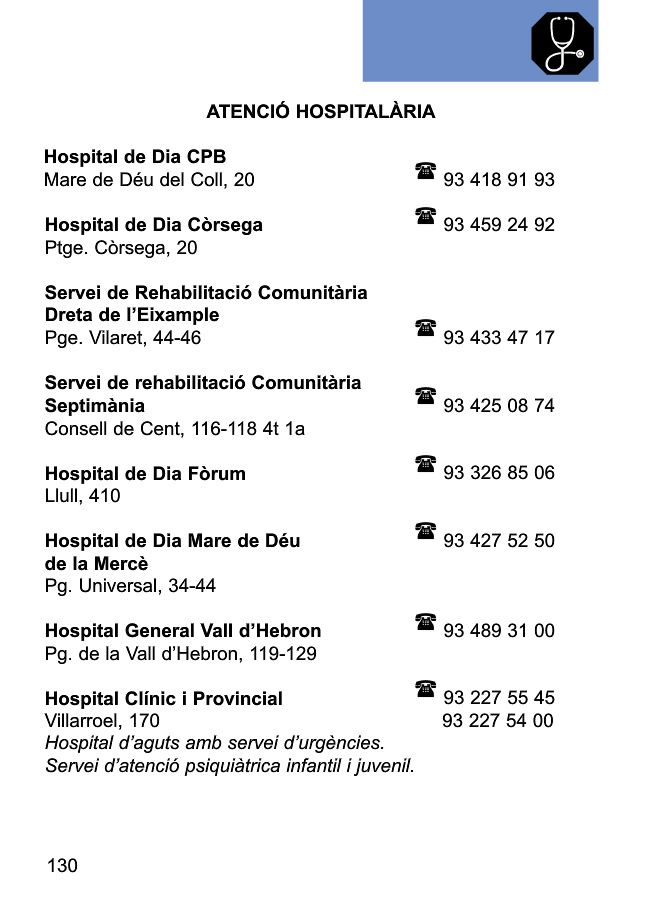 ATENCIÓ HOSPITALÀRIA
Hospital de Dia CPB
Mare de Déu del Coll, 20 ☎ 93 418 91 93
Hospital de Dia Còrsega ☎ 93 459 24 92
Ptge. Còrsega, 20
Servei de Rehabilitació Comunitària
Dreta de l’Eixample
Pge. Vilaret, 44-46 ☎ 93 433 47 17
Servei de rehabilitació Comunitària
Septimània ☎ 93 425 08 74
Consell de Cent, 116-118 4t 1a
Hospital de Dia Fòrum ☎ 93 326 85 06
Llull, 410
Hospital de Dia Mare de Déu ☎ 93 427 52 50
de la Mercè
Pg. Universal, 34-44
Hospital General Vall d’Hebron ☎ 93 489 31 00
Pg. de la Vall d’Hebron, 119-129
Hospital Clínic i Provincial ☎ 93 227 55 45
Villarroel, 170 93 227 54 00
Hospital d’aguts amb servei d’urgències.
Servei d’atenció psiquiàtrica infantil i juvenil.
130